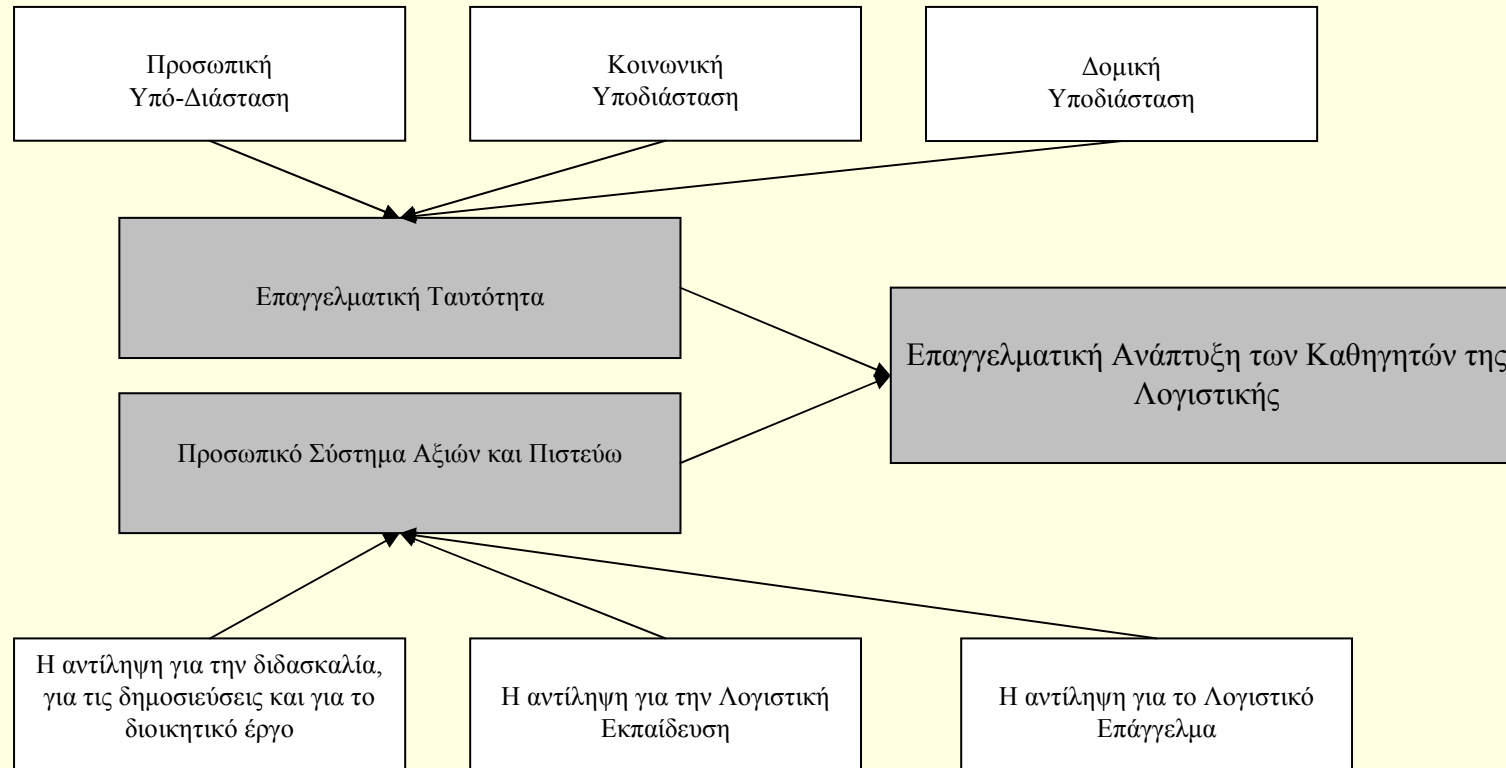 Προσωπική
Υπό-Διάσταση
Κοινωνική
Υποδιάσταση
Δομική
Υποδιάσταση
Επαγγελματική Ταυτότητα
Επαγγελματική Ανάπτυξη των Καθηγητών της
Λογιστικής
Προσωπικό Σύστημα Αξιών και Πιστεύω
Η αντίληψη για την διδασκαλία,
για τις δημοσιεύσεις και για το
διοικητικό έργο
Η αντίληψη για την Λογιστική
Εκπαίδευση
Η αντίληψη για το Λογιστικό
Επάγγελμα